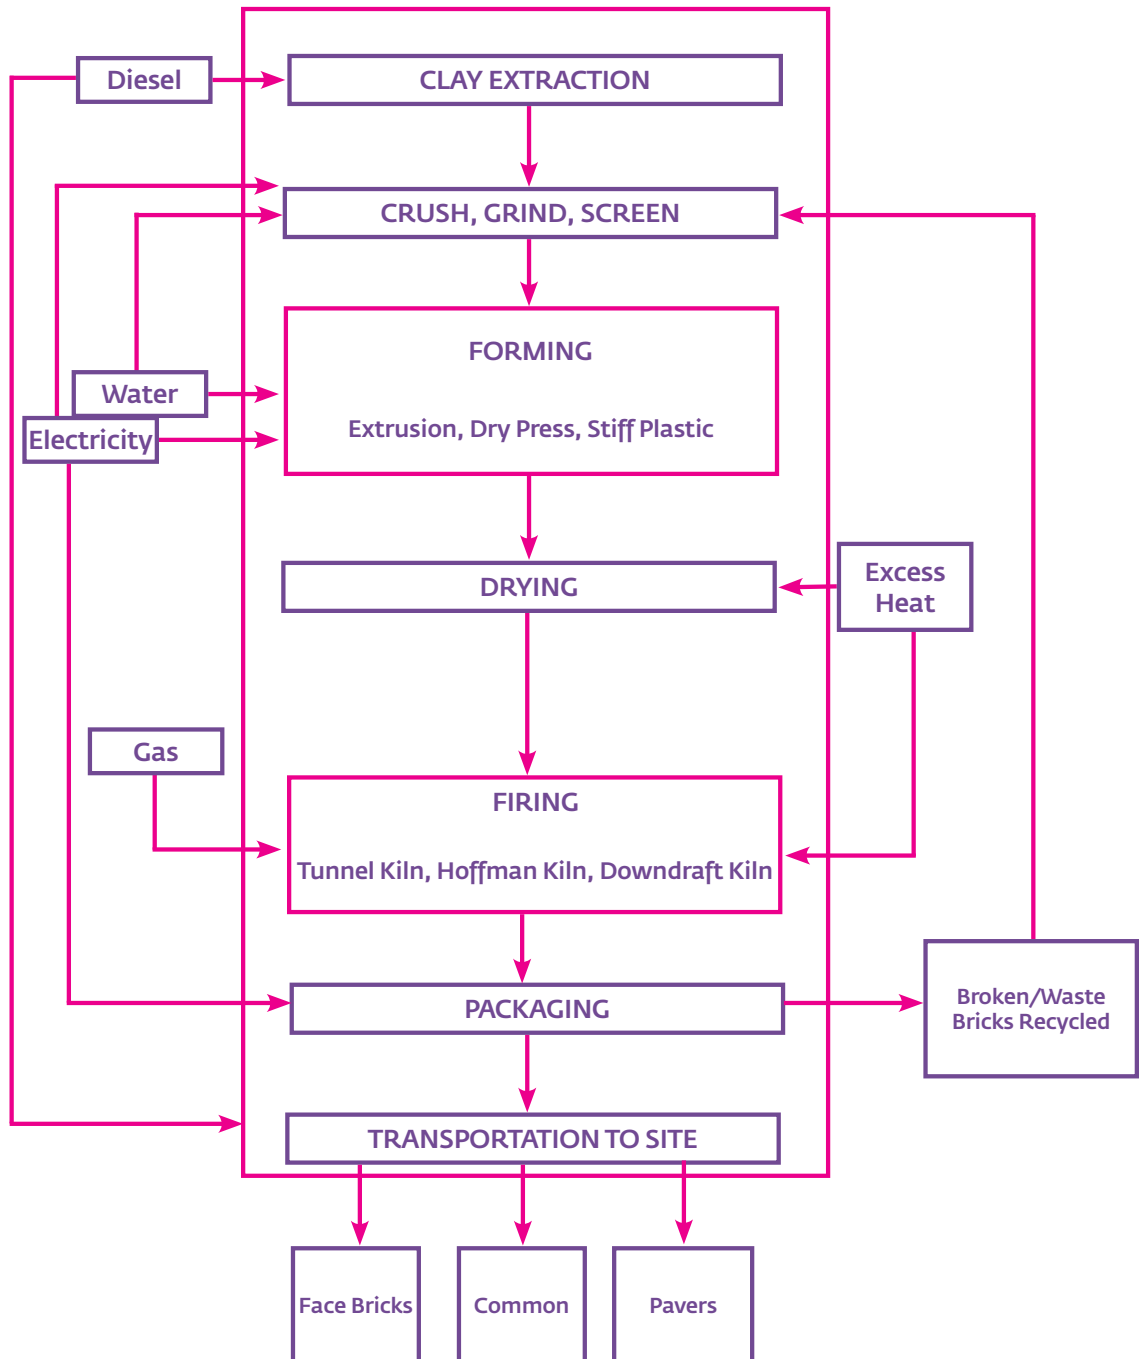 Diesel
CLAY EXTRACTION
CRUSH, GRIND, SCREEN
FORMING
Water
Extrusion, Dry Press, Stiff Plastic
Electricity
Excess
Heat
DRYING
Gas
FIRING
Tunnel Kiln, Hoffman Kiln, Downdraft Kiln
Broken/Waste
Bricks Recycled
PACKAGING
TRANSPORTATION TO SITE
Face Bricks
Common
Pavers